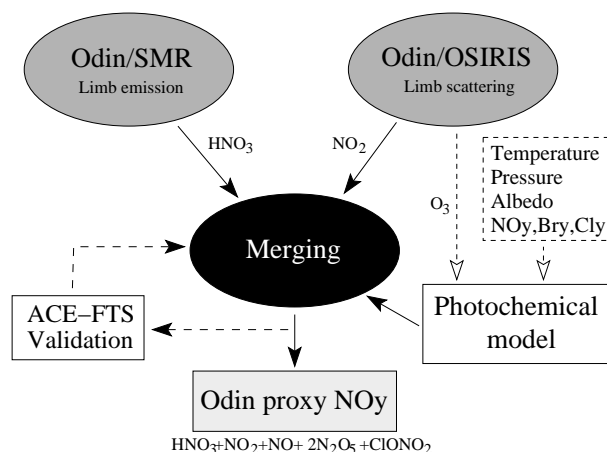 Odin/SMR
Limb emission
Odin/OSIRIS
Limb scattering
HNO3
NO2
O3
Temperature
Pressure
Albedo
NOy,Bry,Cly
Merging
ACE–FTS
Validation
Photochemical
model
Odin proxy NOy
HNO3+NO2+NO+ 2N2O5 +ClONO2